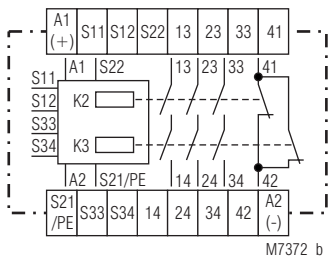 A1 (+) S11 S12 S22 13 23 33 41
A1 S22 13 23 33 41
S11
S12
S33
S34
K2
K3
A2 S21/PE 14 24 34 42
S21 /PE S33 S34 14 24 34 42 A2 (-)
M7372_b